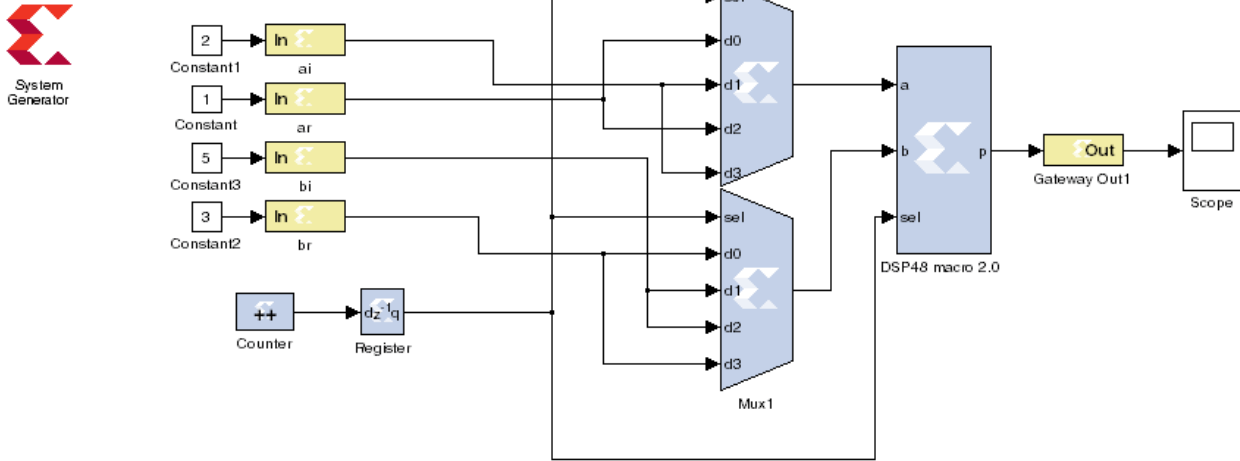 System
Generator
2
In
Constant1
ai
1
In
Constant
ar
5
In
Constant3
bi
3
In
Constant2
br
++
Counter
dz⁻¹q
Register
d0
d1
d2
d3
sel
d0
d1
d2
d3
Mux1
a
b
p
sel
DSP48 macro 2.0
Out
Gateway Out1
Scope